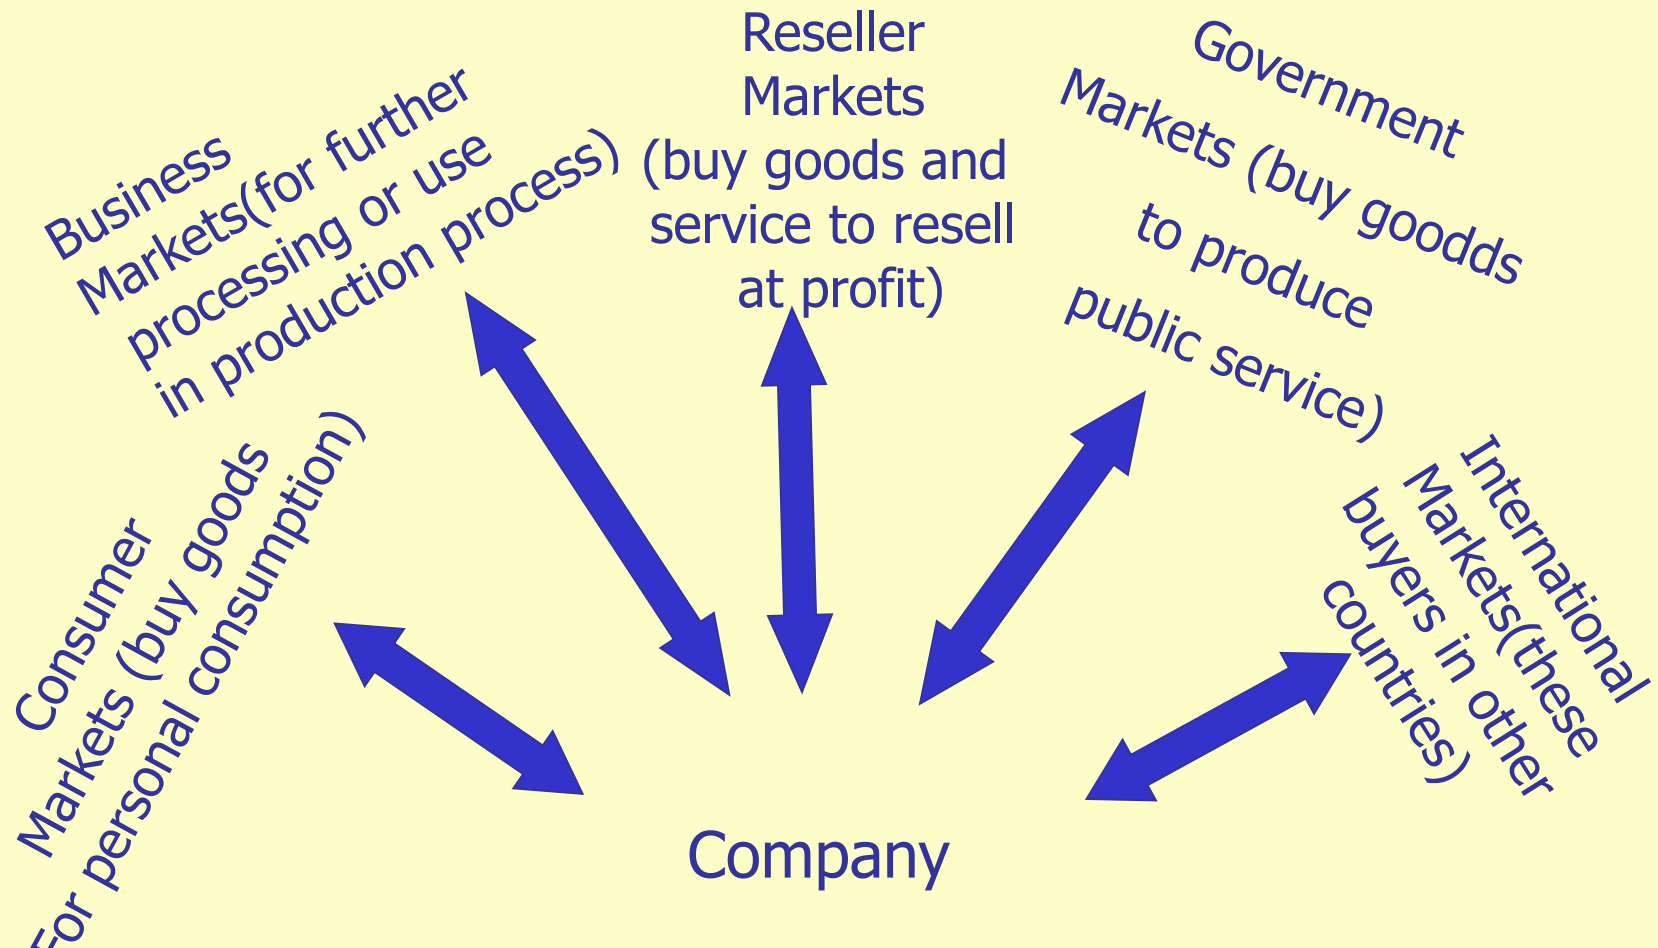 Business
Markets(for further
processing or use
in production process)
Reseller
Markets
(buy goods and
service to resell
at profit)
Government
Markets (buy goodds
to produce
public service)
Consumer
Markets (buy goods
For personal consumption)
International
Markets(these
buyers in other
countries)
Company